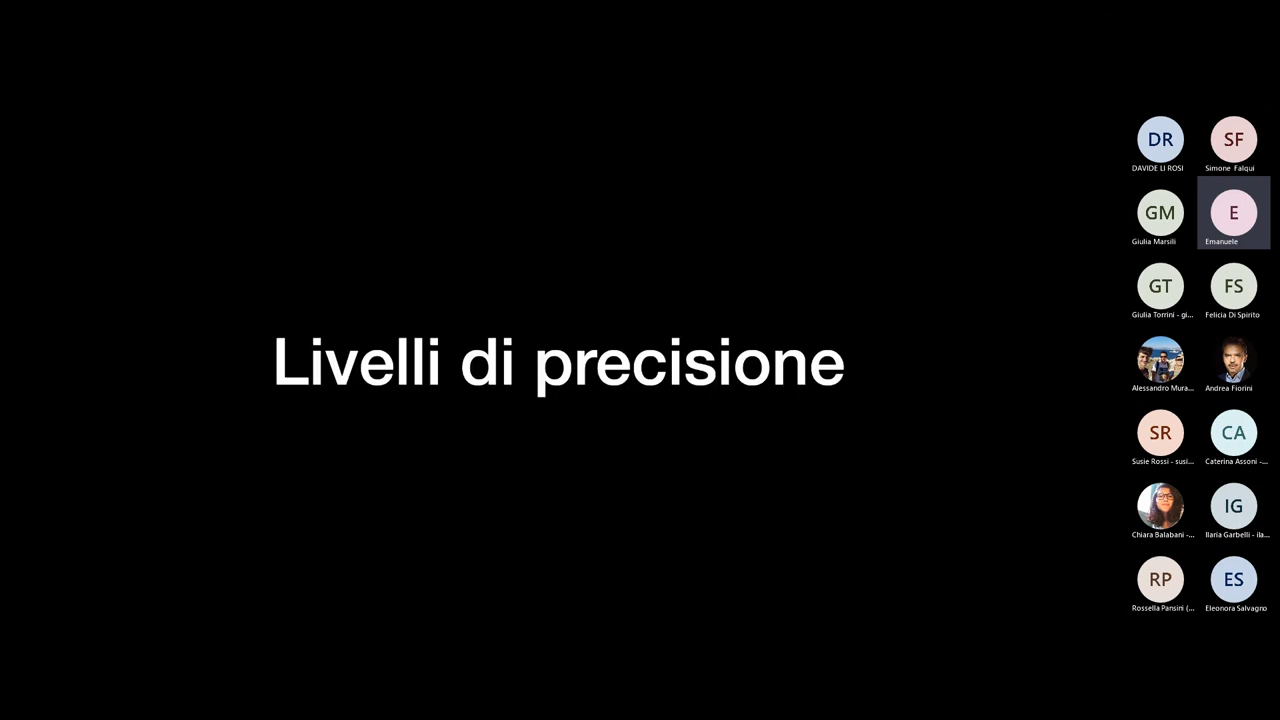 Livelli di precisione
DR
SF
DAVIDE LI ROSI
Simone Falqui
GM
E
Giulia Marsili
Emanuele
GT
FS
Giulia Torrini - gi...
Felicia Di Spirito
Alessandro Mura...
Andrea Fiorini
SR
CA
Susie Rossi - susi...
Caterina Assoni -...
IG
Chiara Balabani -...
Ilaria Garbelli - ila...
RP
ES
Rossella Pansini (...
Eleonora Salvagno